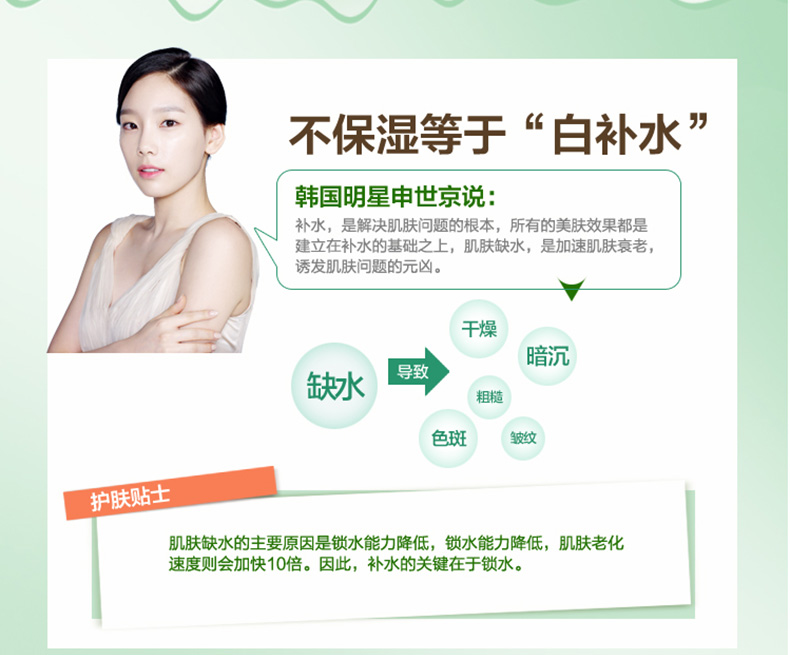 不保湿等于“白补水”
韩国明星申世京说：
补水，是解决肌肤问题的根本，所有的美肤效果都是
建立在补水的基础之上，肌肤缺水，是加速肌肤衰老，
诱发肌肤问题的元凶。
缺水
导致
干燥
暗沉
粗糙
色斑
皱纹
护肤贴士
肌肤缺水的主要原因是锁水能力降低，锁水能力降低，肌肤老化
速度则会加快10倍。因此，补水的关键在于锁水。